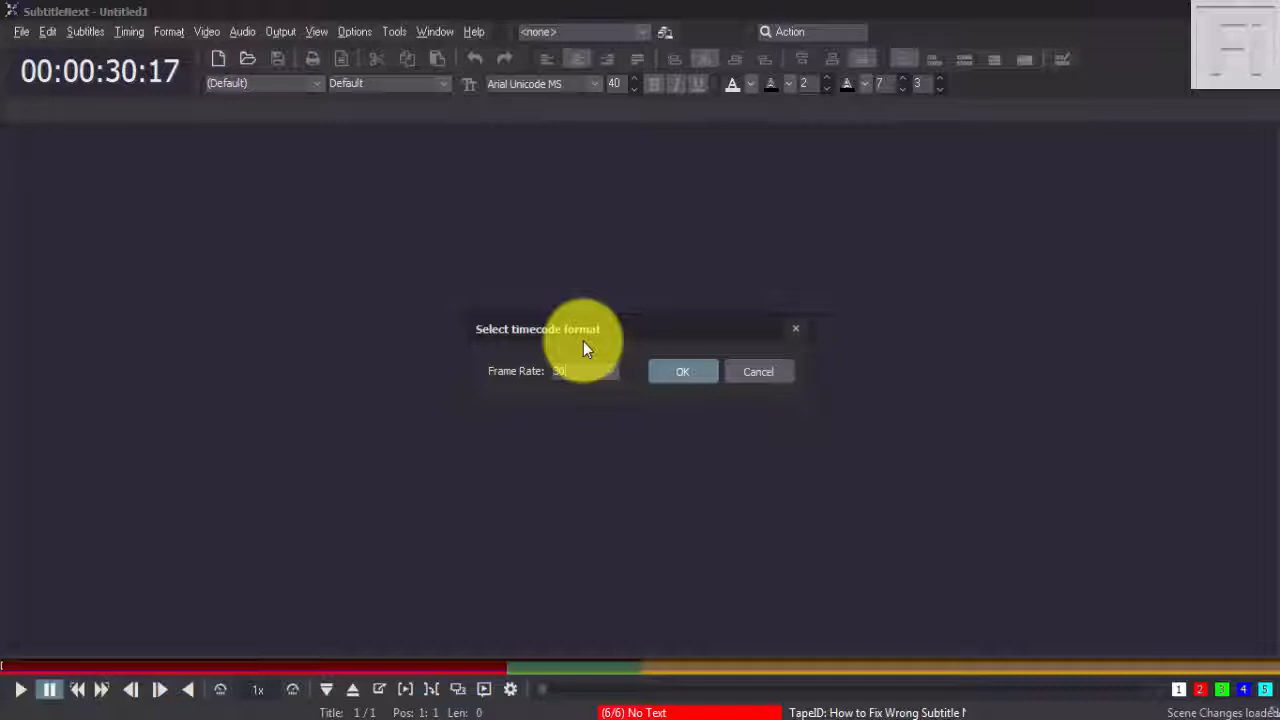 SubtitleNext - Untitled1
File Edit Subtitles Timing Format Video Audio Output View Options Tools Window Help <none> Action
00:00:30:17
(Default) Default Arial Unicode MS 40 B I U A A 2 A 7 3
Select timecode format
Frame Rate: 30 OK Cancel
1x 1 2 3 4 5
Title: 1 / 1 Pos: 1: 1 Len: 0 (6/6) No Text TapeID: How to Fix Wrong Subtitle Scene Changes loaded